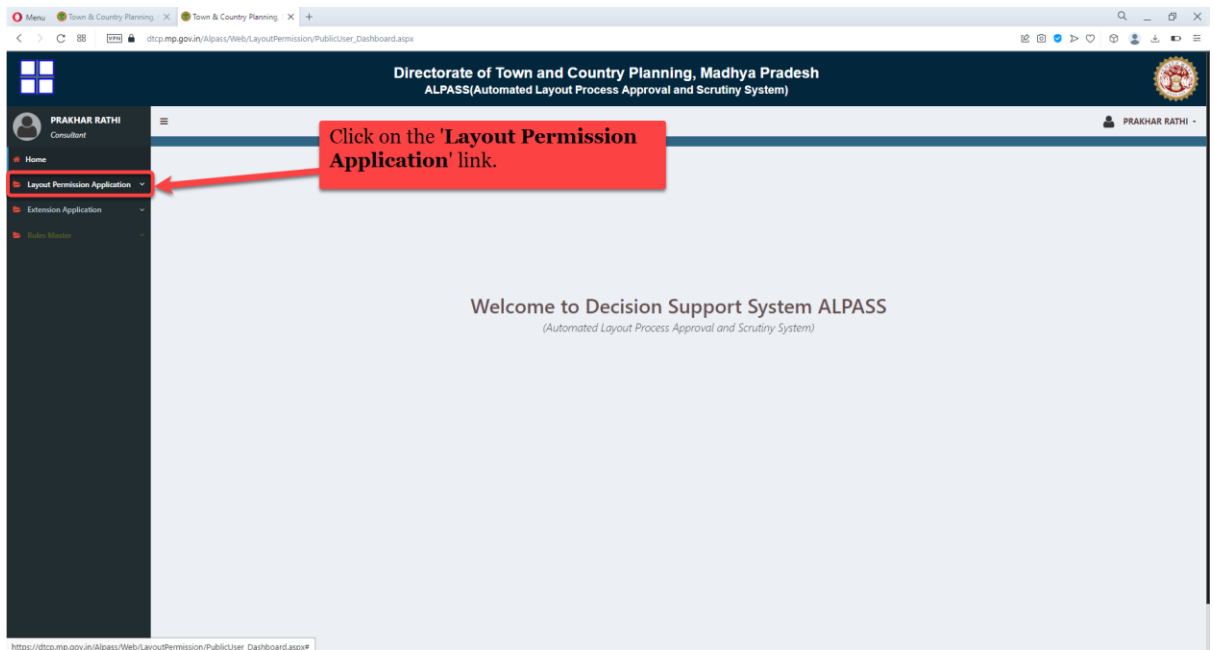 Menu
Town & Country Planning,
Town & Country Planning,
VPN
dtcp.mp.gov.in/Alpass/Web/LayoutPermission/PublicUser_Dashboard.aspx
Directorate of Town and Country Planning, Madhya Pradesh
ALPASS(Automated Layout Process Approval and Scrutiny System)
PRAKHAR RATHI
Consultant
PRAKHAR RATHI
Click on the 'Layout Permission
Application' link.
Home
Layout Permission Application
Extension Application
Rules Master
Welcome to Decision Support System ALPASS
(Automated Layout Process Approval and Scrutiny System)
https://dtcp.mp.gov.in/Alpass/Web/LayoutPermission/PublicUser_Dashboard.aspx#